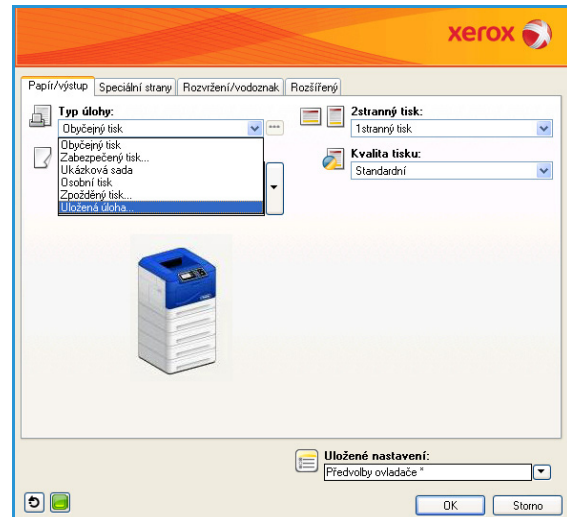 xerox
Papír/výstup Speciální strany Rozvržení/vodoznak Rozšířený
Typ úlohy:
Obyčejný tisk
Obyčejný tisk
Zabezpečený tisk...
Ukázková sada
Osobní tisk
Zpožděný tisk...
Uložená úloha...
2stranný tisk:
1stranný tisk
Kvalita tisku:
Standardní
Uložené nastavení:
Předvolby ovladače *
OK Storno